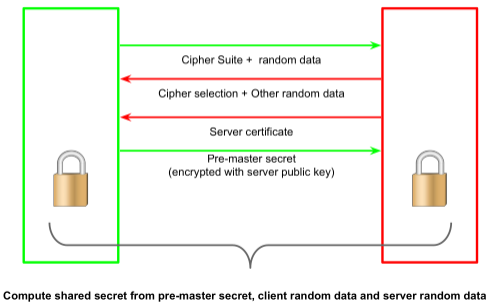 Cipher Suite + random data
Cipher selection + Other random data
Server certificate
Pre-master secret
(encrypted with server public key)
Compute shared secret from pre-master secret, client random data and server random data